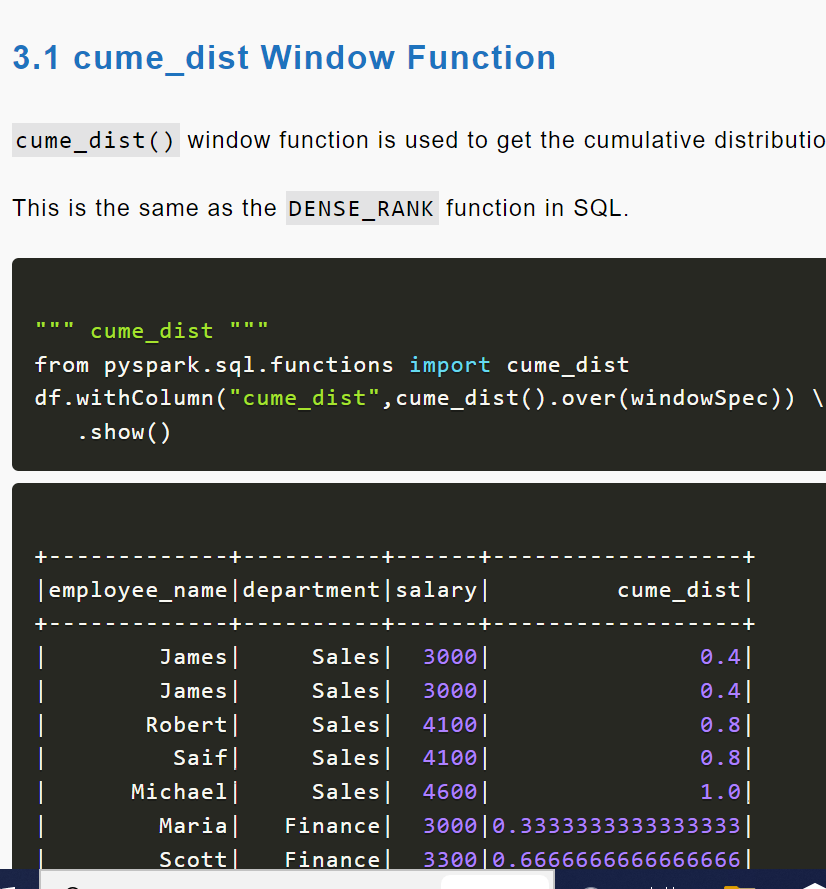 3.1 cume_dist Window Function
cume_dist() window function is used to get the cumulative distributio
This is the same as the DENSE_RANK function in SQL.
""" cume_dist """
from pyspark.sql.functions import cume_dist
df.withColumn("cume_dist",cume_dist().over(windowSpec)) \
   .show()
+-------------+----------+------+------------------+
|employee_name|department|salary|         cume_dist|
+-------------+----------+------+------------------+
|        James|     Sales|  3000|               0.4|
|        James|     Sales|  3000|               0.4|
|       Robert|     Sales|  4100|               0.8|
|         Saif|     Sales|  4100|               0.8|
|      Michael|     Sales|  4600|               1.0|
|        Maria|   Finance|  3000|0.3333333333333333|
|        Scott|   Finance|  3300|0.6666666666666666|